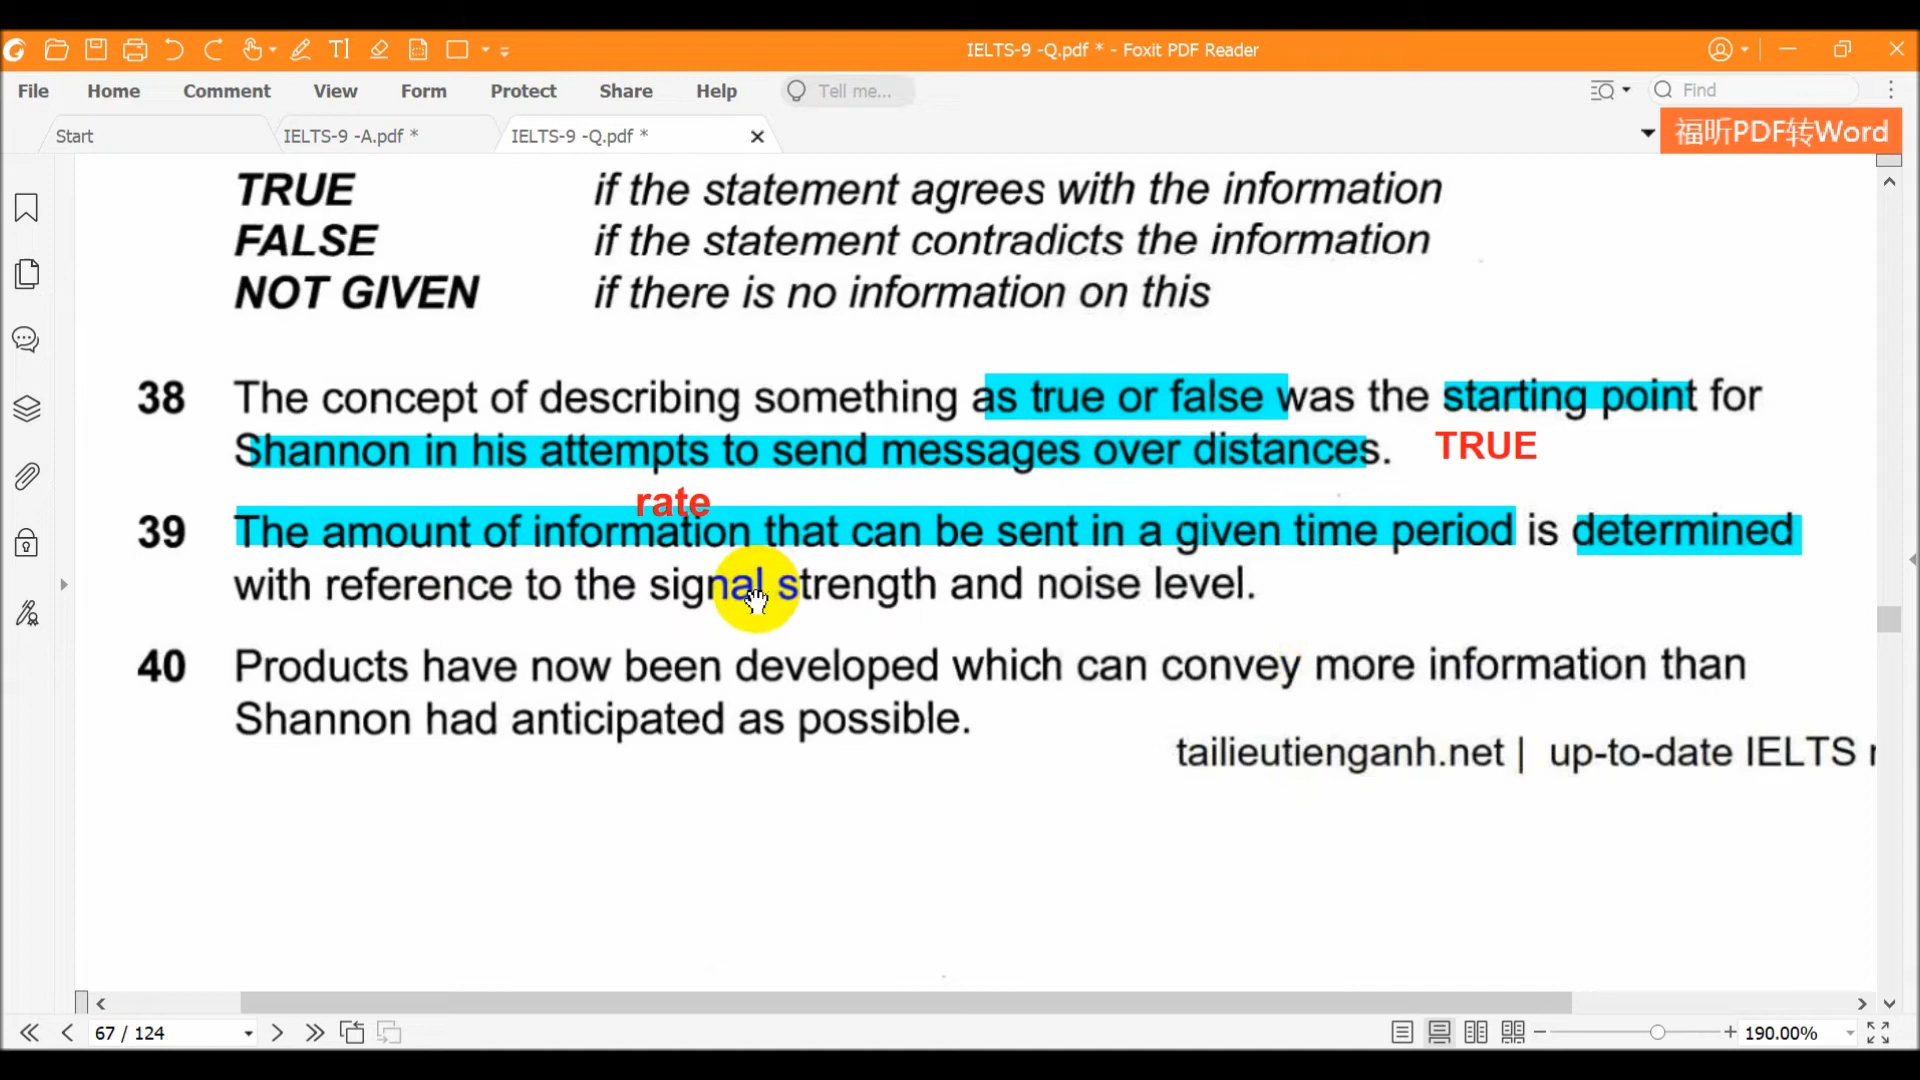 IELTS-9 -Q.pdf * - Foxit PDF Reader
File Home Comment View Form Protect Share Help Tell me... Find
Start IELTS-9 -A.pdf * IELTS-9 -Q.pdf * 福昕PDF转Word
TRUE if the statement agrees with the information
FALSE if the statement contradicts the information
NOT GIVEN if there is no information on this
38 The concept of describing something as true or false was the starting point for
Shannon in his attempts to send messages over distances. TRUE
rate
39 The amount of information that can be sent in a given time period is determined
with reference to the signal strength and noise level.
40 Products have now been developed which can convey more information than
Shannon had anticipated as possible.
tailieutienganh.net | up-to-date IELTS
67 / 124 190.00%